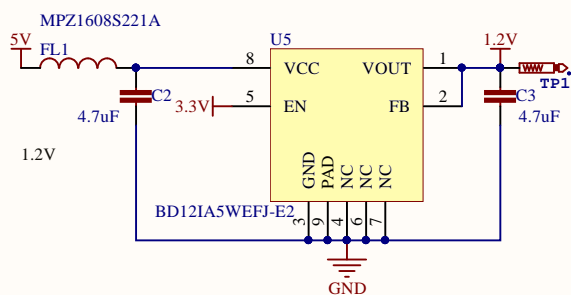 MPZ1608S221A
5V
FL1
U5
1.2V
8
VCC
VOUT
1
C2
4.7uF
3.3V
5
EN
FB
2
TP1
C3
4.7uF
1.2V
GND
PAD
NC
NC
NC
BD12IA5WEFJ-E2
3
9
4
6
7
GND